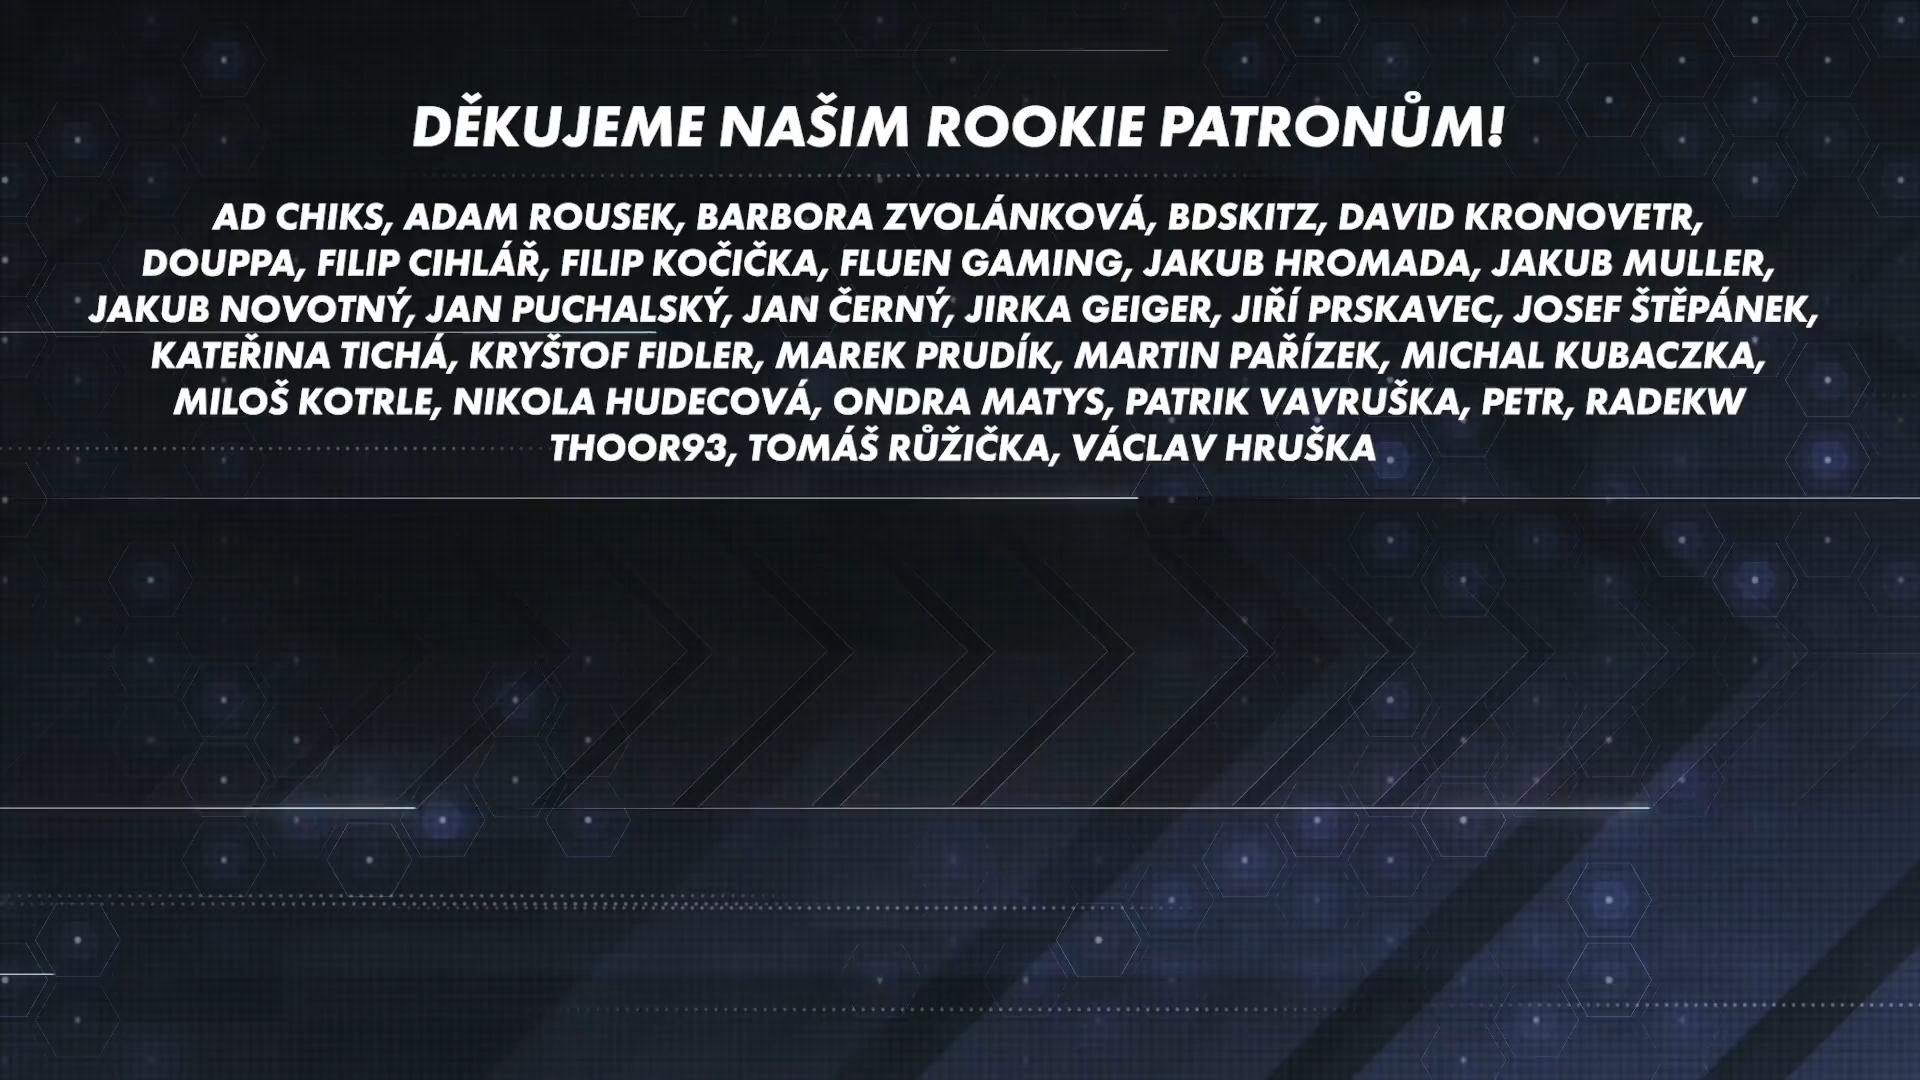 DĚKUJEME NAŠIM ROOKIE PATRONŮM!
AD CHIKS, ADAM ROUSEK, BARBORA ZVOLÁNKOVÁ, BDSKITZ, DAVID KRONOVETR,
DOUPPA, FILIP CIHLÁŘ, FILIP KOČIČKA, FLUEN GAMING, JAKUB HROMADA, JAKUB MULLER,
JAKUB NOVOTNÝ, JAN PUCHALSKÝ, JAN ČERNÝ, JIRKA GEIGER, JIŘÍ PRSKAVEC, JOSEF ŠTĚPÁNEK,
KATEŘINA TICHÁ, KRYŠTOF FIDLER, MAREK PRUDÍK, MARTIN PAŘÍZEK, MICHAL KUBACZKA,
MILOŠ KOTRLE, NIKOLA HUDECOVÁ, ONDRA MATYS, PATRIK VAVRUŠKA, PETR, RADEKW
THOOR93, TOMÁŠ RŮŽIČKA, VÁCLAV HRUŠKA